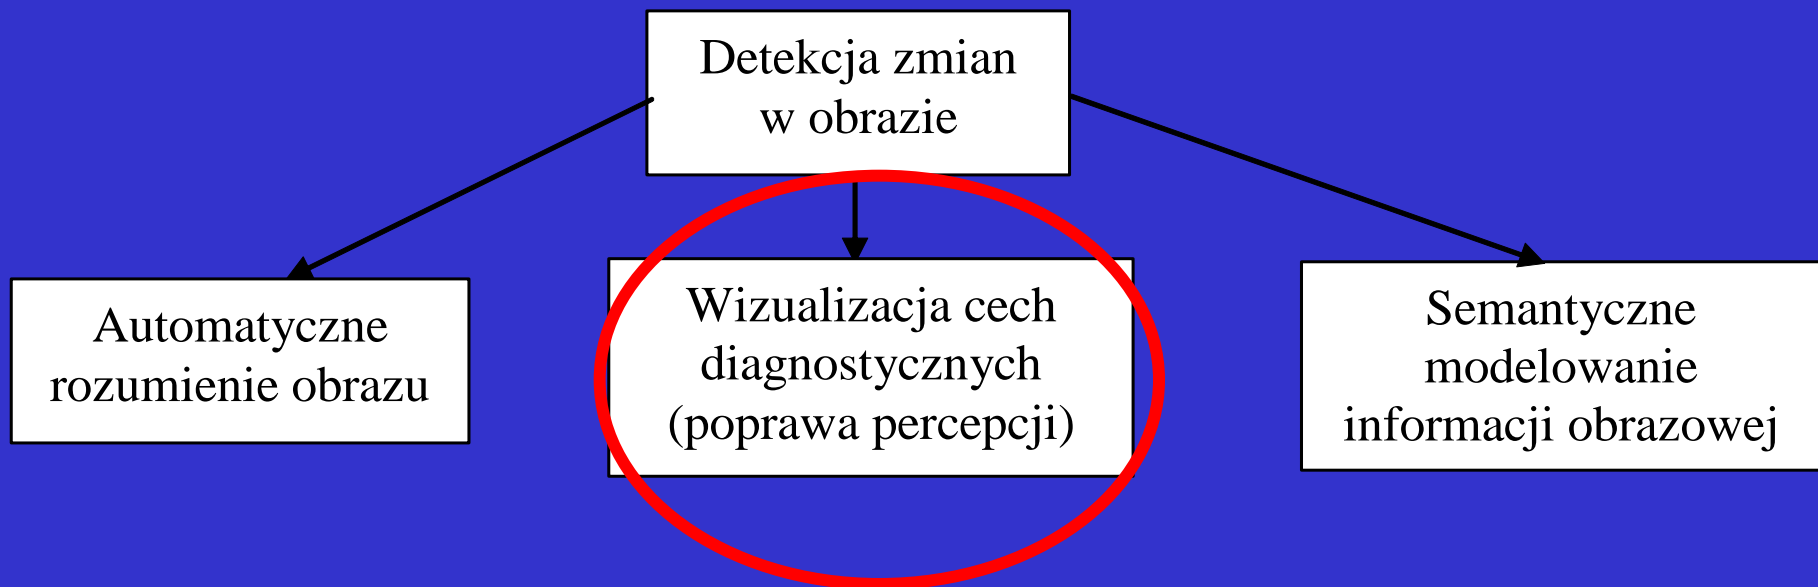 Detekcja zmian
w obrazie
Automatyczne
rozumienie obrazu
Wizualizacja cech
diagnostycznych
(poprawa percepcji)
Semantyczne
modelowanie
informacji obrazowej